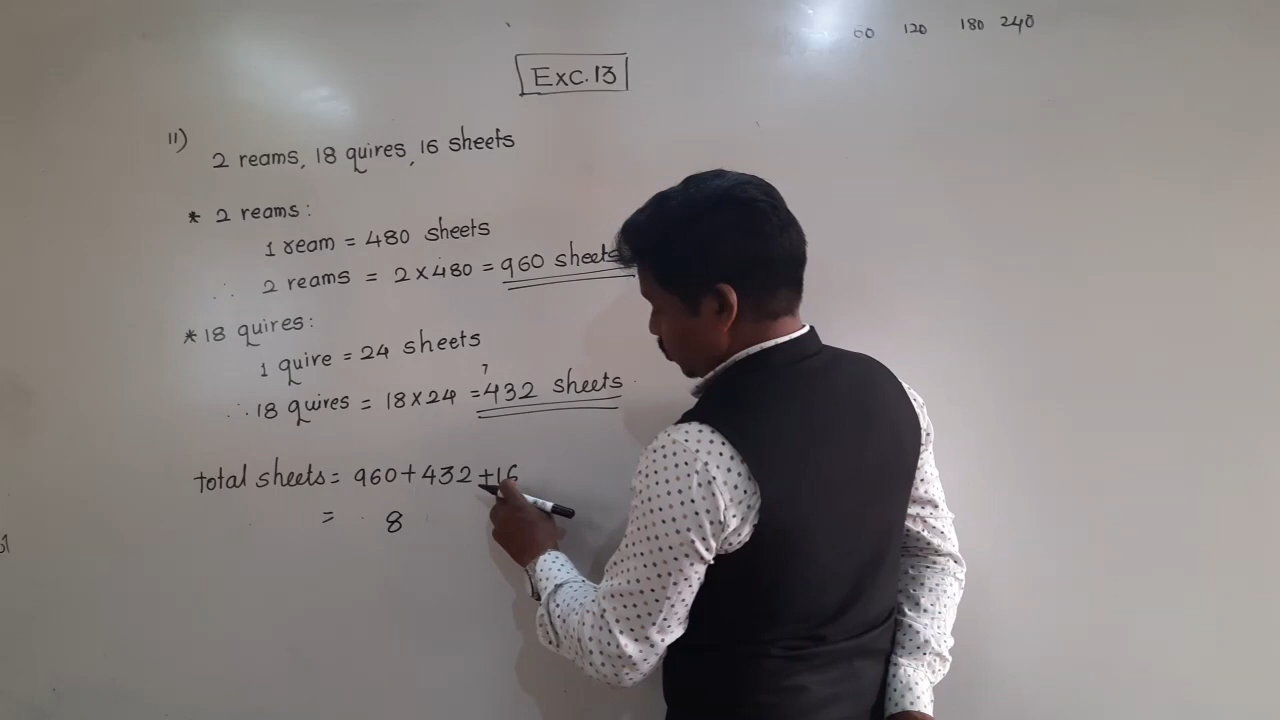 60 120 180 240
Exc.13
11)
2 reams, 18 quires, 16 sheets
* 2 reams:
1 ream = 480 sheets
∴ 2 reams = 2×480 = 960 sheets
* 18 quires:
1 quire = 24 sheets
7
∴ 18 quires = 18×24 = 432 sheets
total sheets = 960+432+16
= 8